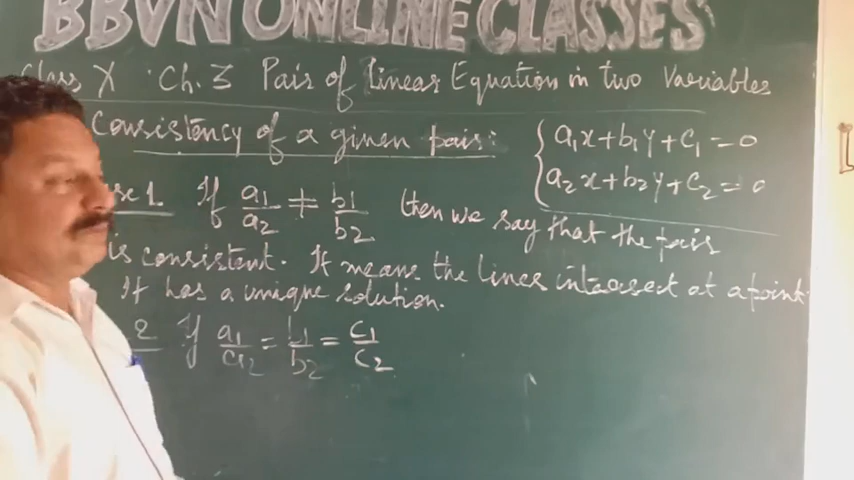 BBVN ONLINE CLASSES
Class X Ch. 3 Pair of linear Equation in two Variables
Consistency of a given pair: { a₁x + b₁y + c₁ = 0
a₂x + b₂y + c₂ = 0
se 1. If a₁/a₂ ≠ b₁/b₂ then we say that the pair
is consistent. It means the lines intersect at a point.
It has a unique solution.
2 If a₁/a₂ = b₁/b₂ = c₁/c₂